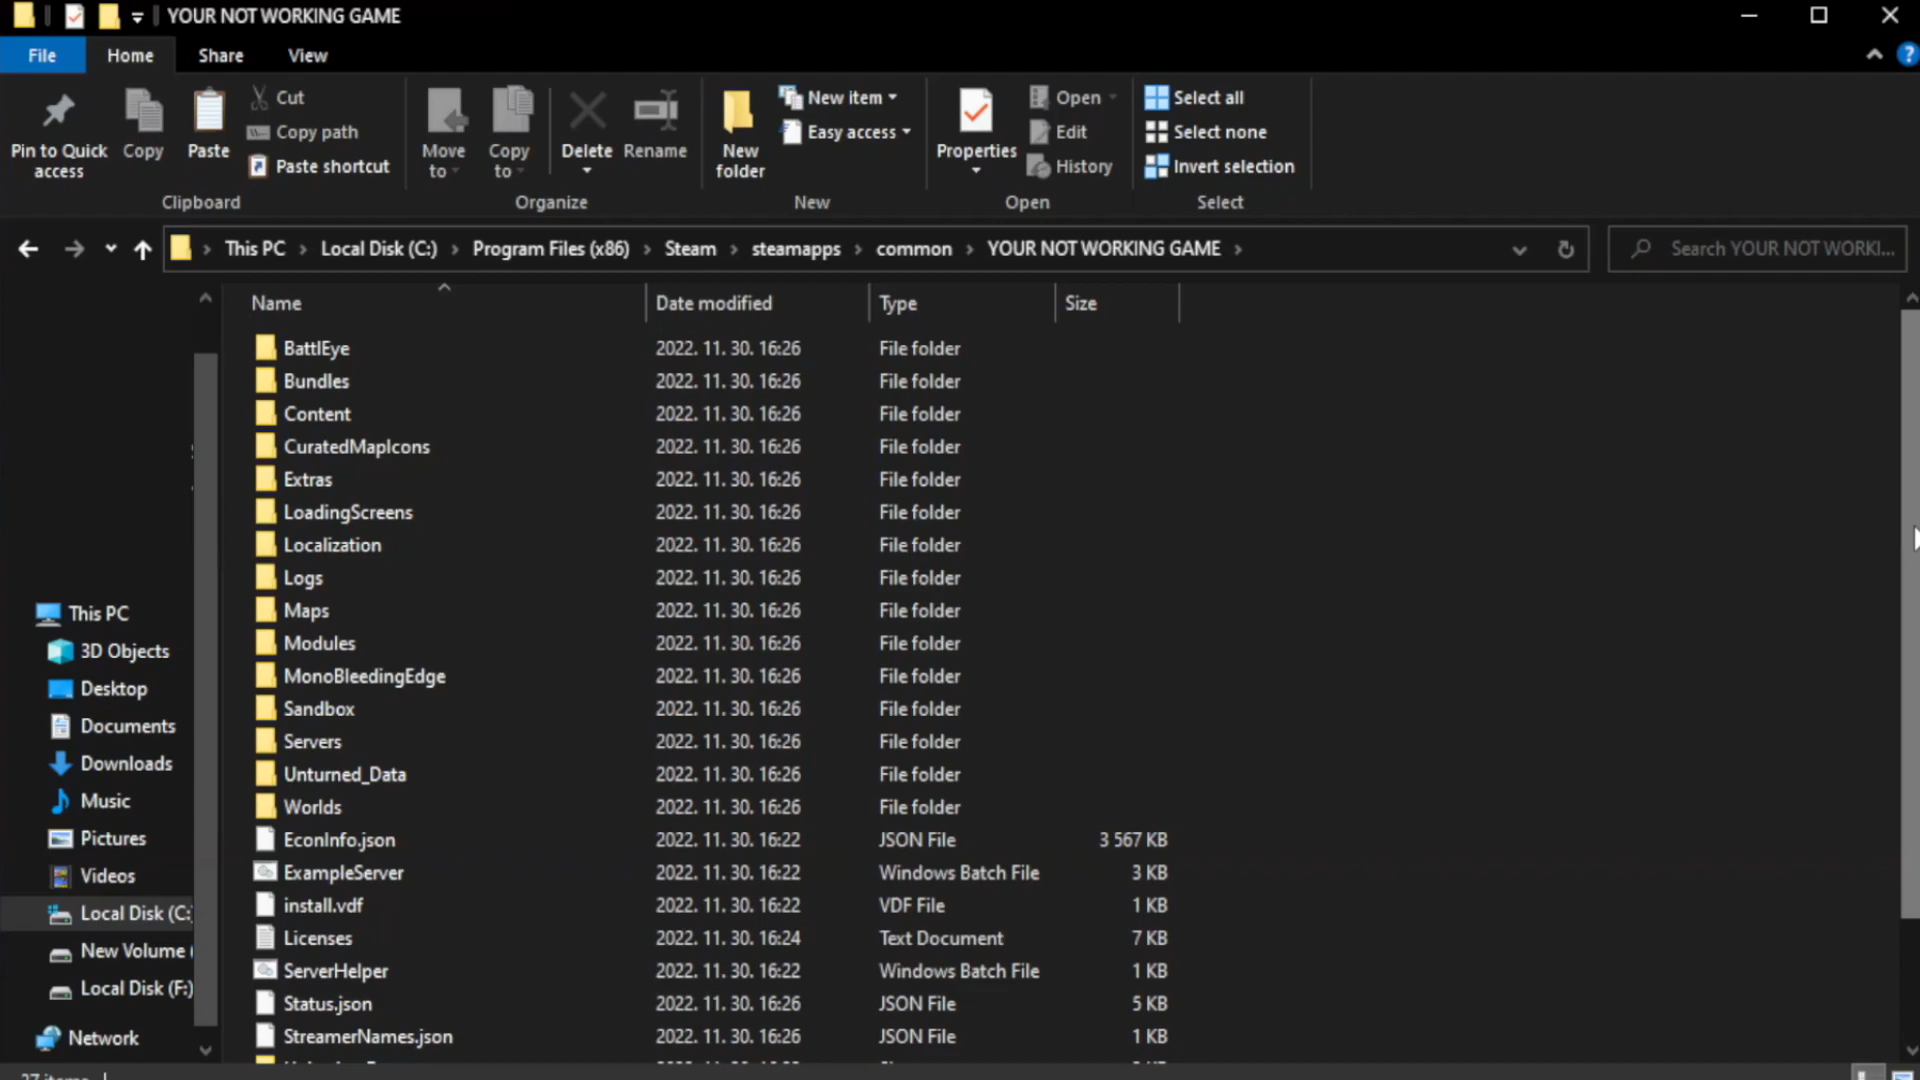 YOUR NOT WORKING GAME
File Home Share View
Pin to Quick access
Copy
Paste
Cut
Copy path
Paste shortcut
Clipboard
Move to
Copy to
Delete
Rename
Organize
New folder
New item
Easy access
New
Properties
Open
Edit
History
Open
Select all
Select none
Invert selection
Select
This PC Local Disk (C:) Program Files (x86) Steam steamapps common YOUR NOT WORKING GAME
Search YOUR NOT WORKI...
This PC
3D Objects
Desktop
Documents
Downloads
Music
Pictures
Videos
Local Disk (C:
New Volume (
Local Disk (F:)
Network
Name Date modified Type Size
BattlEye 2022. 11. 30. 16:26 File folder
Bundles 2022. 11. 30. 16:26 File folder
Content 2022. 11. 30. 16:26 File folder
CuratedMapIcons 2022. 11. 30. 16:26 File folder
Extras 2022. 11. 30. 16:26 File folder
LoadingScreens 2022. 11. 30. 16:26 File folder
Localization 2022. 11. 30. 16:26 File folder
Logs 2022. 11. 30. 16:26 File folder
Maps 2022. 11. 30. 16:26 File folder
Modules 2022. 11. 30. 16:26 File folder
MonoBleedingEdge 2022. 11. 30. 16:26 File folder
Sandbox 2022. 11. 30. 16:26 File folder
Servers 2022. 11. 30. 16:26 File folder
Unturned_Data 2022. 11. 30. 16:26 File folder
Worlds 2022. 11. 30. 16:26 File folder
EconInfo.json 2022. 11. 30. 16:22 JSON File 3 567 KB
ExampleServer 2022. 11. 30. 16:22 Windows Batch File 3 KB
install.vdf 2022. 11. 30. 16:22 VDF File 1 KB
Licenses 2022. 11. 30. 16:24 Text Document 7 KB
ServerHelper 2022. 11. 30. 16:22 Windows Batch File 1 KB
Status.json 2022. 11. 30. 16:26 JSON File 5 KB
StreamerNames.json 2022. 11. 30. 16:26 JSON File 1 KB